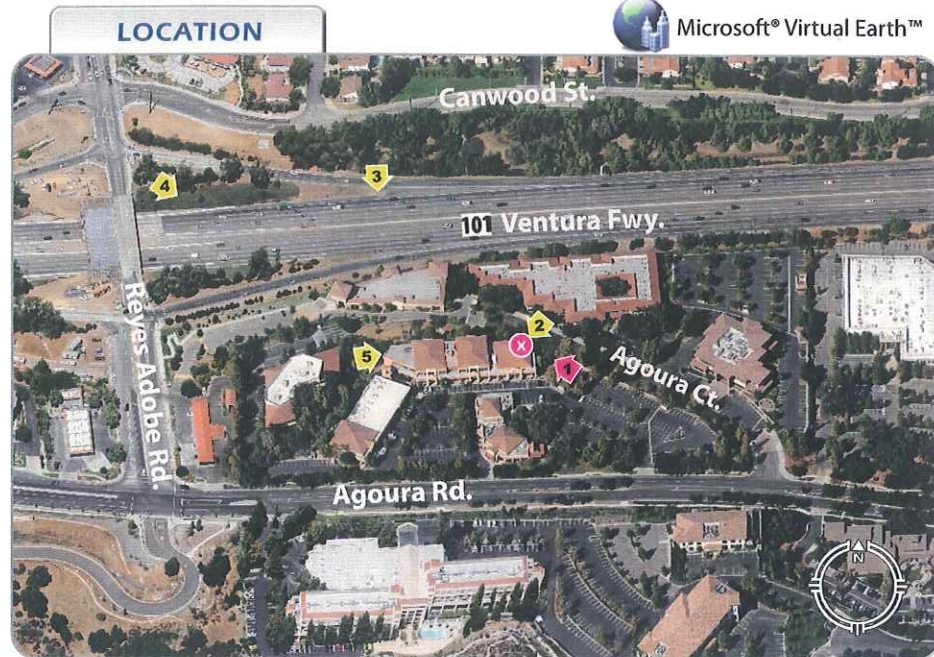 LOCATION
Microsoft® Virtual Earth™
Canwood St.
4
3
101 Ventura Fwy.
Reyes Adobe Rd.
2
X
5
1
Agoura Ct.
Agoura Rd.
N